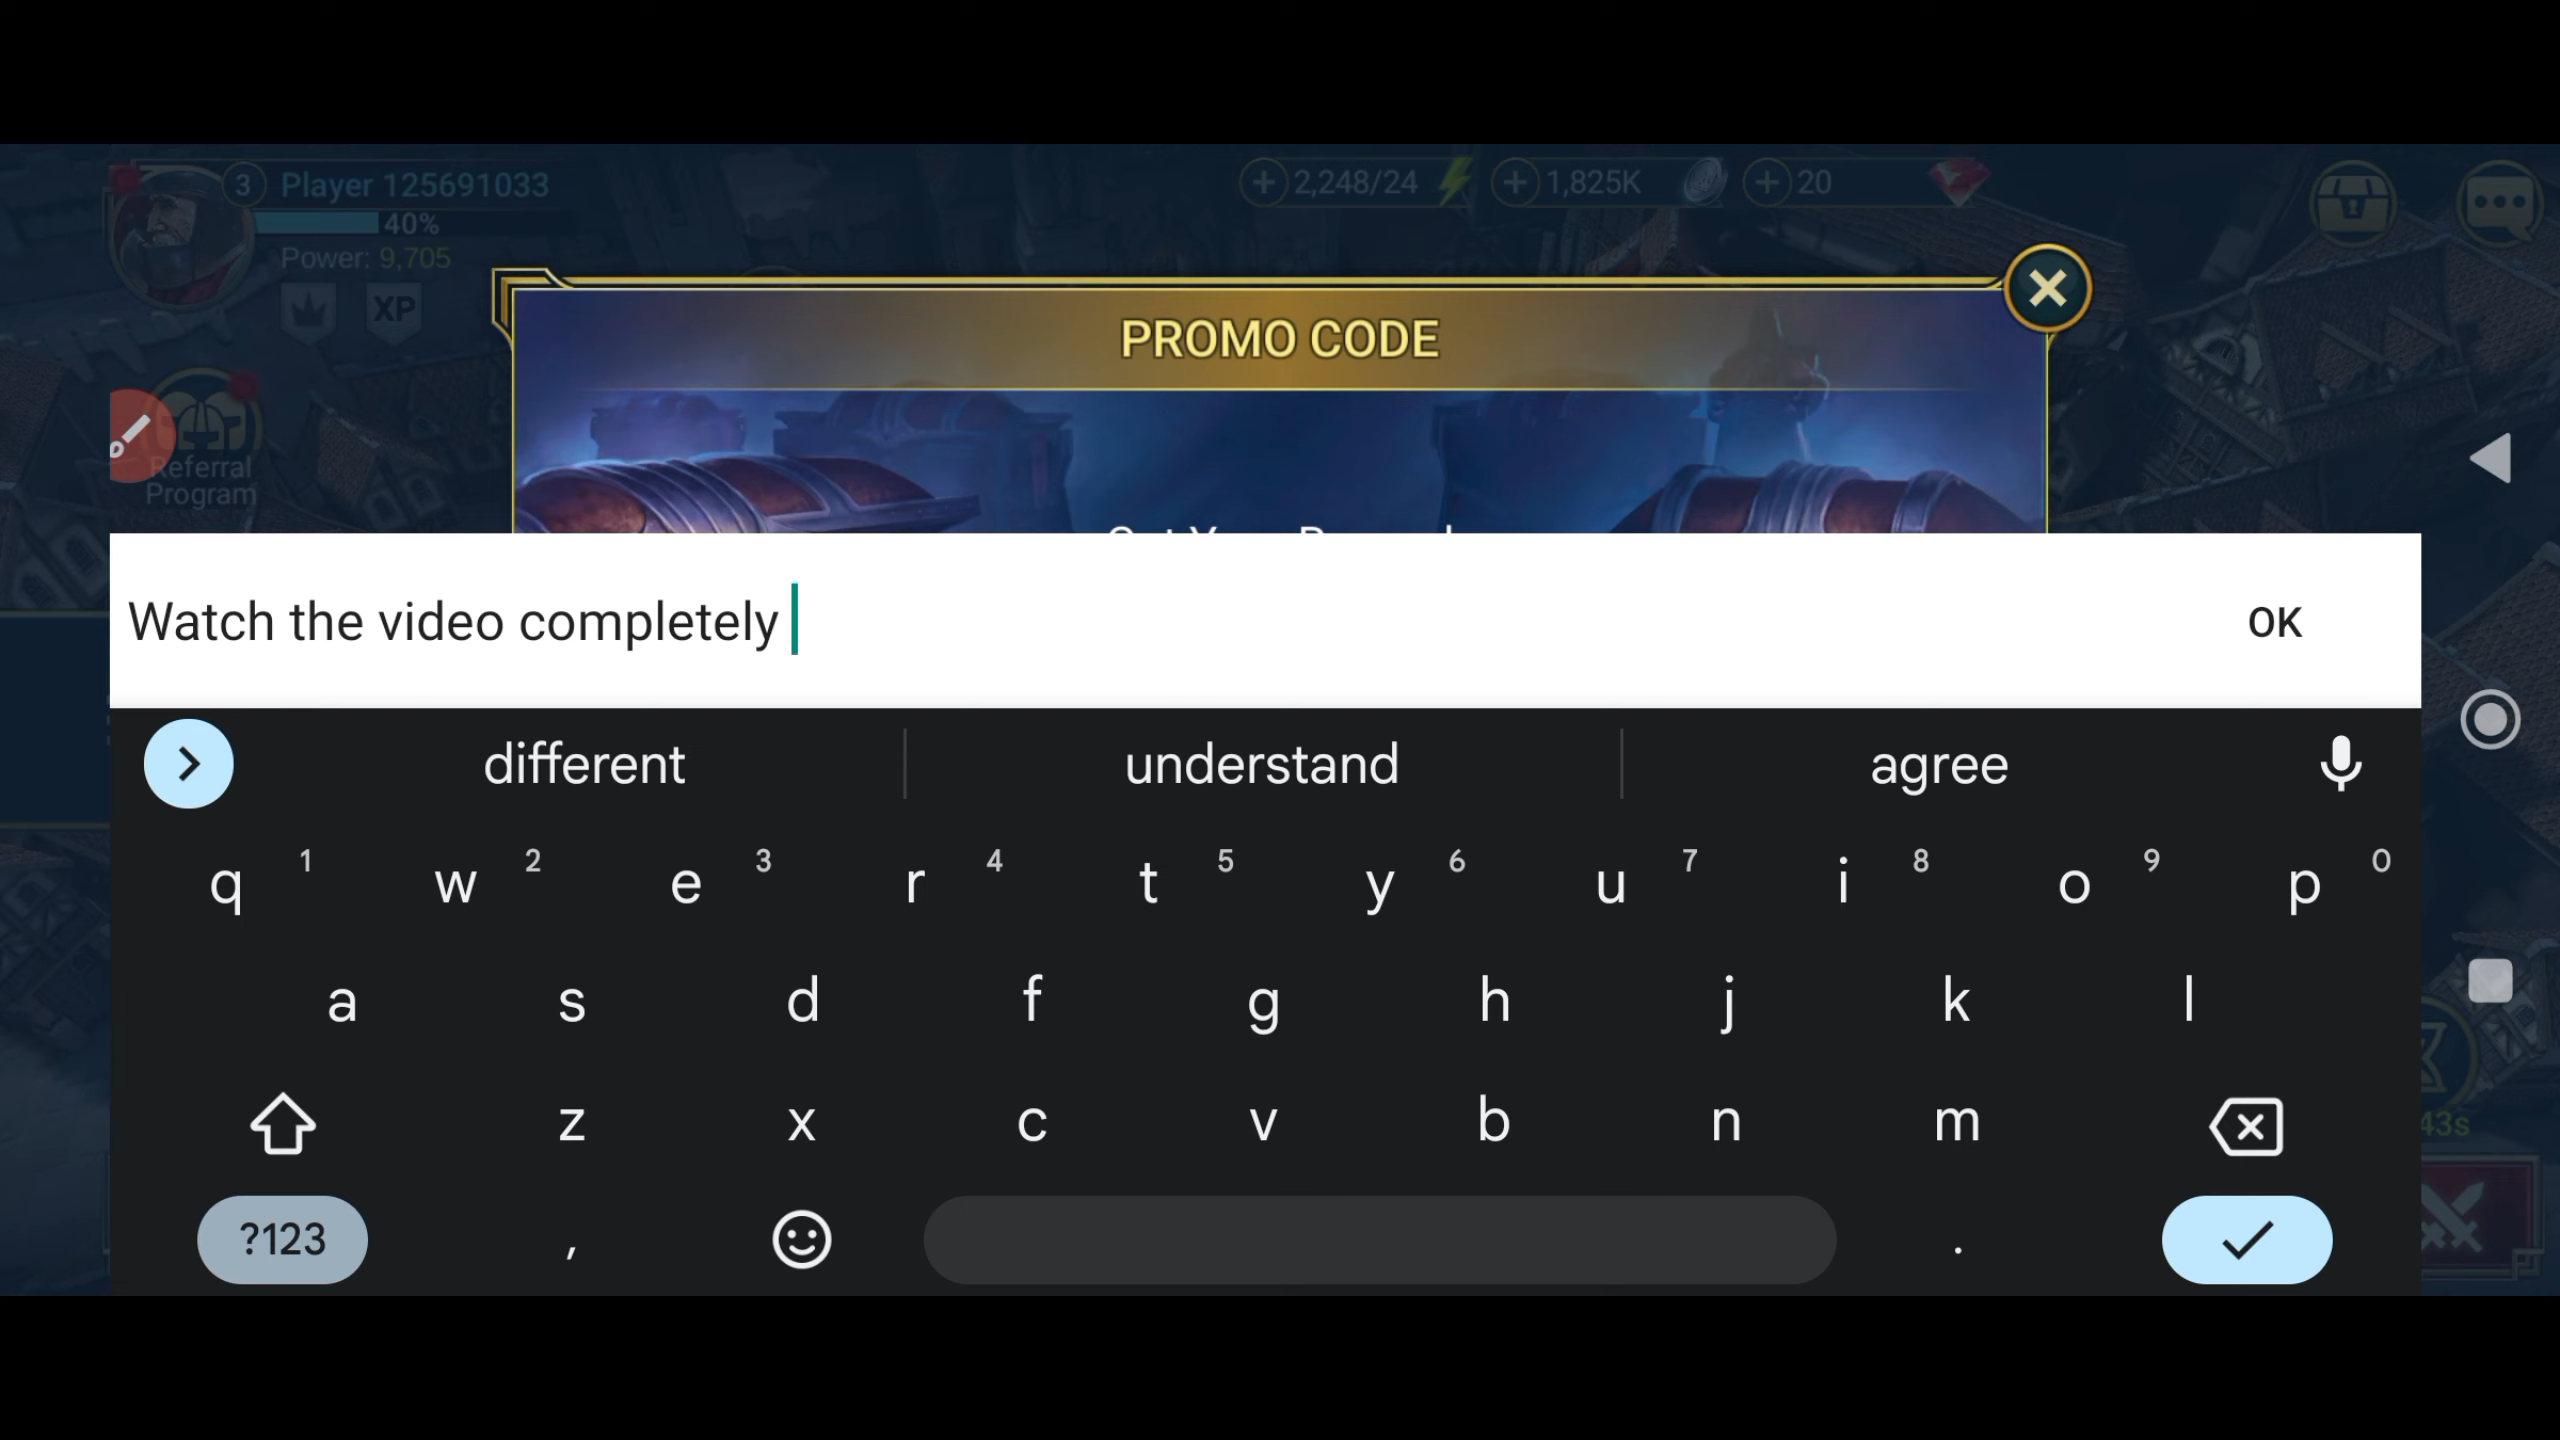 3 Player 125691033
2,248/24
1,825K
20
40%
Power: 9,705
XP
PROMO CODE
Referral
Program
Watch the video completely
OK
different
understand
agree
q 1 w 2 e 3 r 4 t 5 y 6 u 7 i 8 o 9 p 0
a s d f g h j k l
z x c v b n m
43s
?123 , .